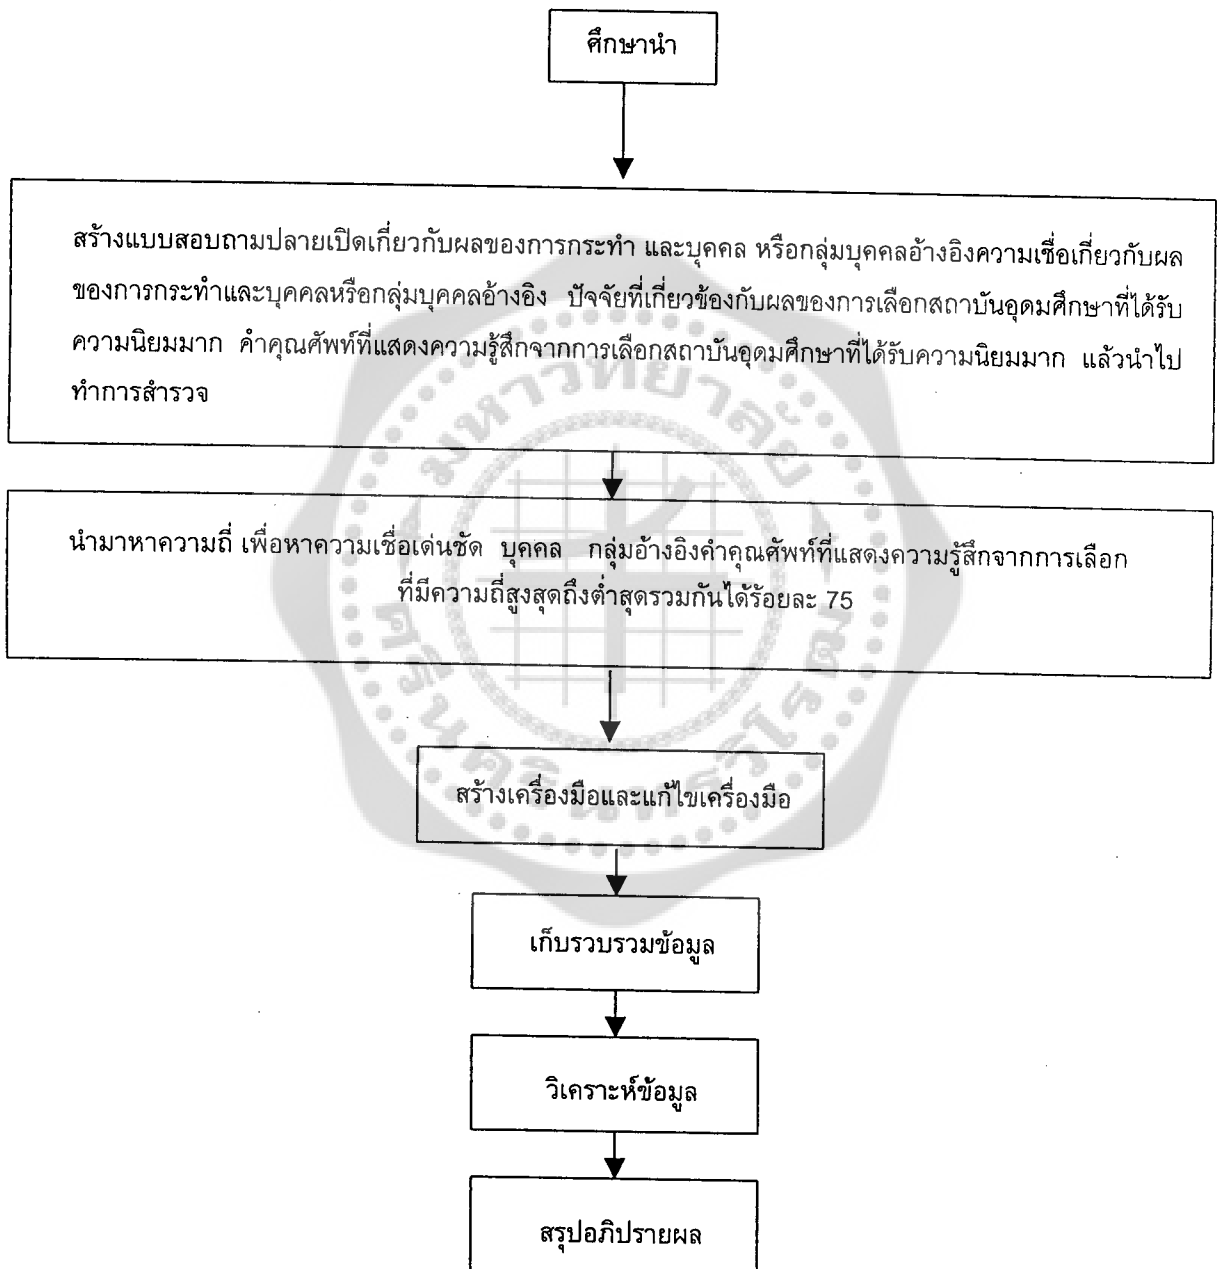 ศึกษานำ
สร้างแบบสอบถามปลายเปิดเกี่ยวกับผลของการกระทำ และบุคคล หรือกลุ่มบุคคลอ้างอิงความเชื่อเกี่ยวกับผล
ของการกระทำและบุคคลหรือกลุ่มบุคคลอ้างอิง ปัจจัยที่เกี่ยวข้องกับผลของการเลือกสถาบันอุดมศึกษาที่ได้รับ
ความนิยมมาก คำคุณศัพท์ที่แสดงความรู้สึกจากการเลือกสถาบันอุดมศึกษาที่ได้รับความนิยมมาก แล้วนำไป
ทำการสำรวจ
นำมาหาความถี่ เพื่อหาความเชื่อเด่นชัด บุคคล กลุ่มอ้างอิงคำคุณศัพท์ที่แสดงความรู้สึกจากการเลือก
ที่มีความถี่สูงสุดถึงต่ำสุดรวมกันได้ร้อยละ 75
สร้างเครื่องมือและแก้ไขเครื่องมือ
เก็บรวบรวมข้อมูล
วิเคราะห์ข้อมูล
สรุปอภิปรายผล
มหาวิทยาลัย
ศรีนครินทรวิโรฒ